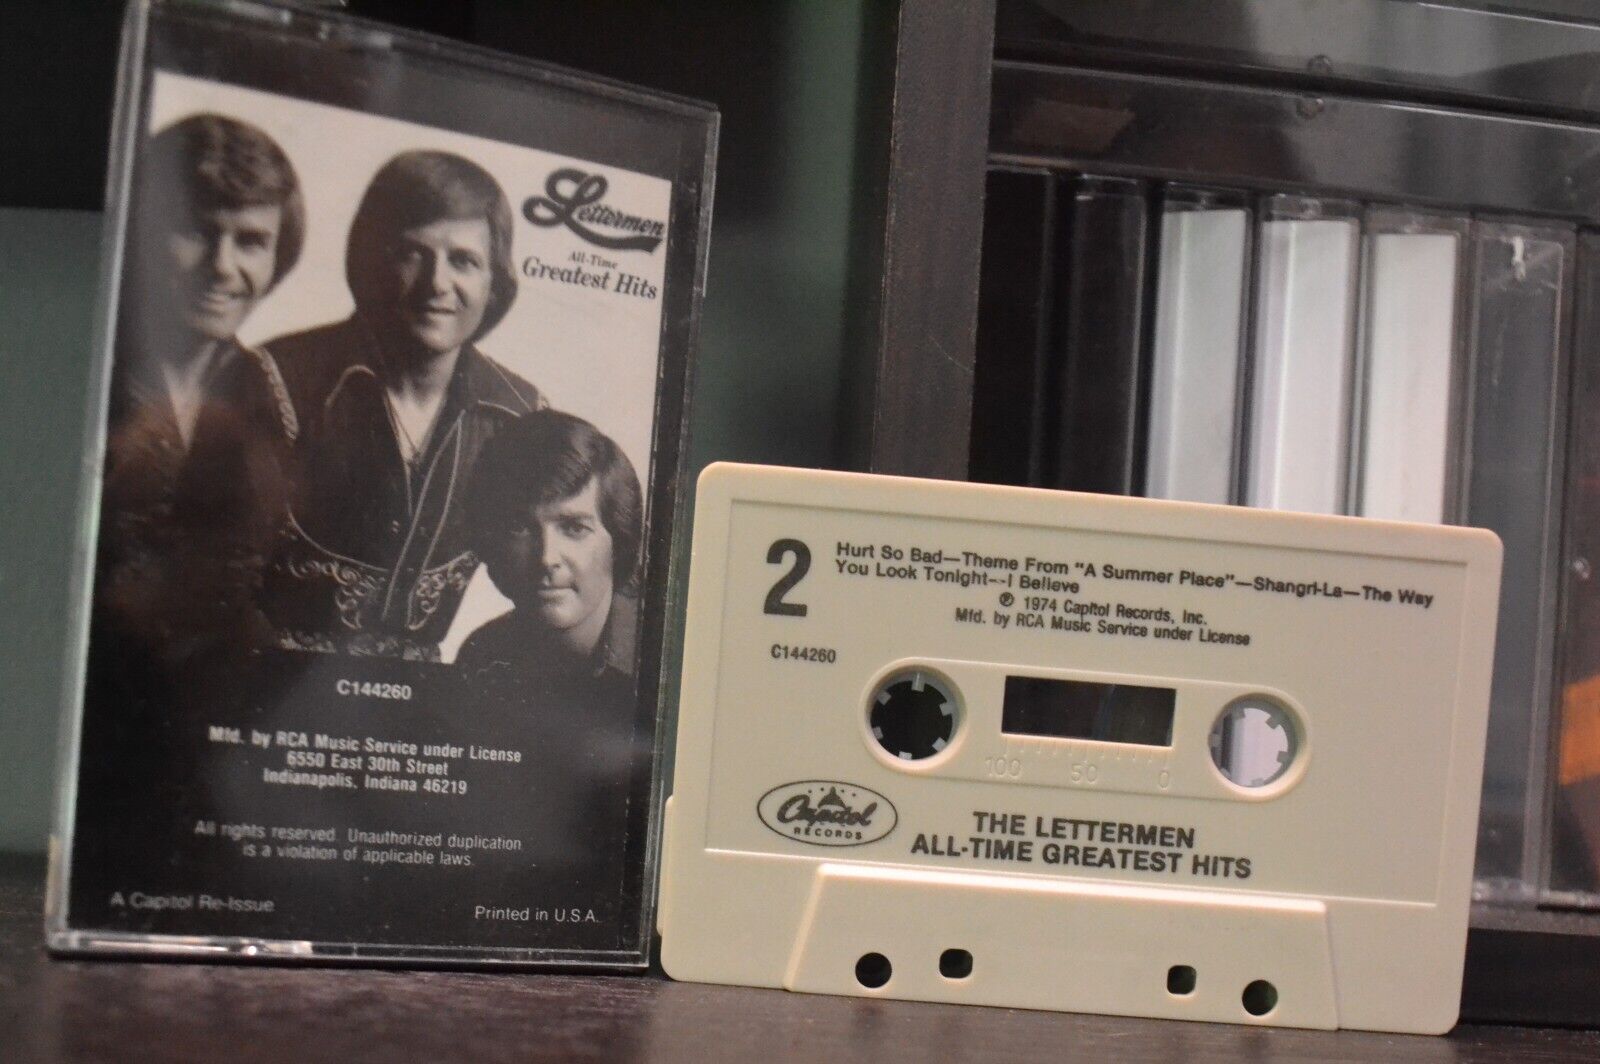 Lettermen
All-Time
Greatest Hits
C144260
Mfd. by RCA Music Service under License
6550 East 30th Street
Indianapolis, Indiana 46219
All rights reserved. Unauthorized duplication
is a violation of applicable laws.
A Capitol Re-Issue
Printed in U.S.A.
2
Hurt So Bad—Theme From "A Summer Place"—Shangri-La—The Way
You Look Tonight—I Believe
℗ 1974 Capitol Records, Inc.
Mfd. by RCA Music Service under License
C144260
100 50 0
Capitol
RECORDS
THE LETTERMEN
ALL-TIME GREATEST HITS